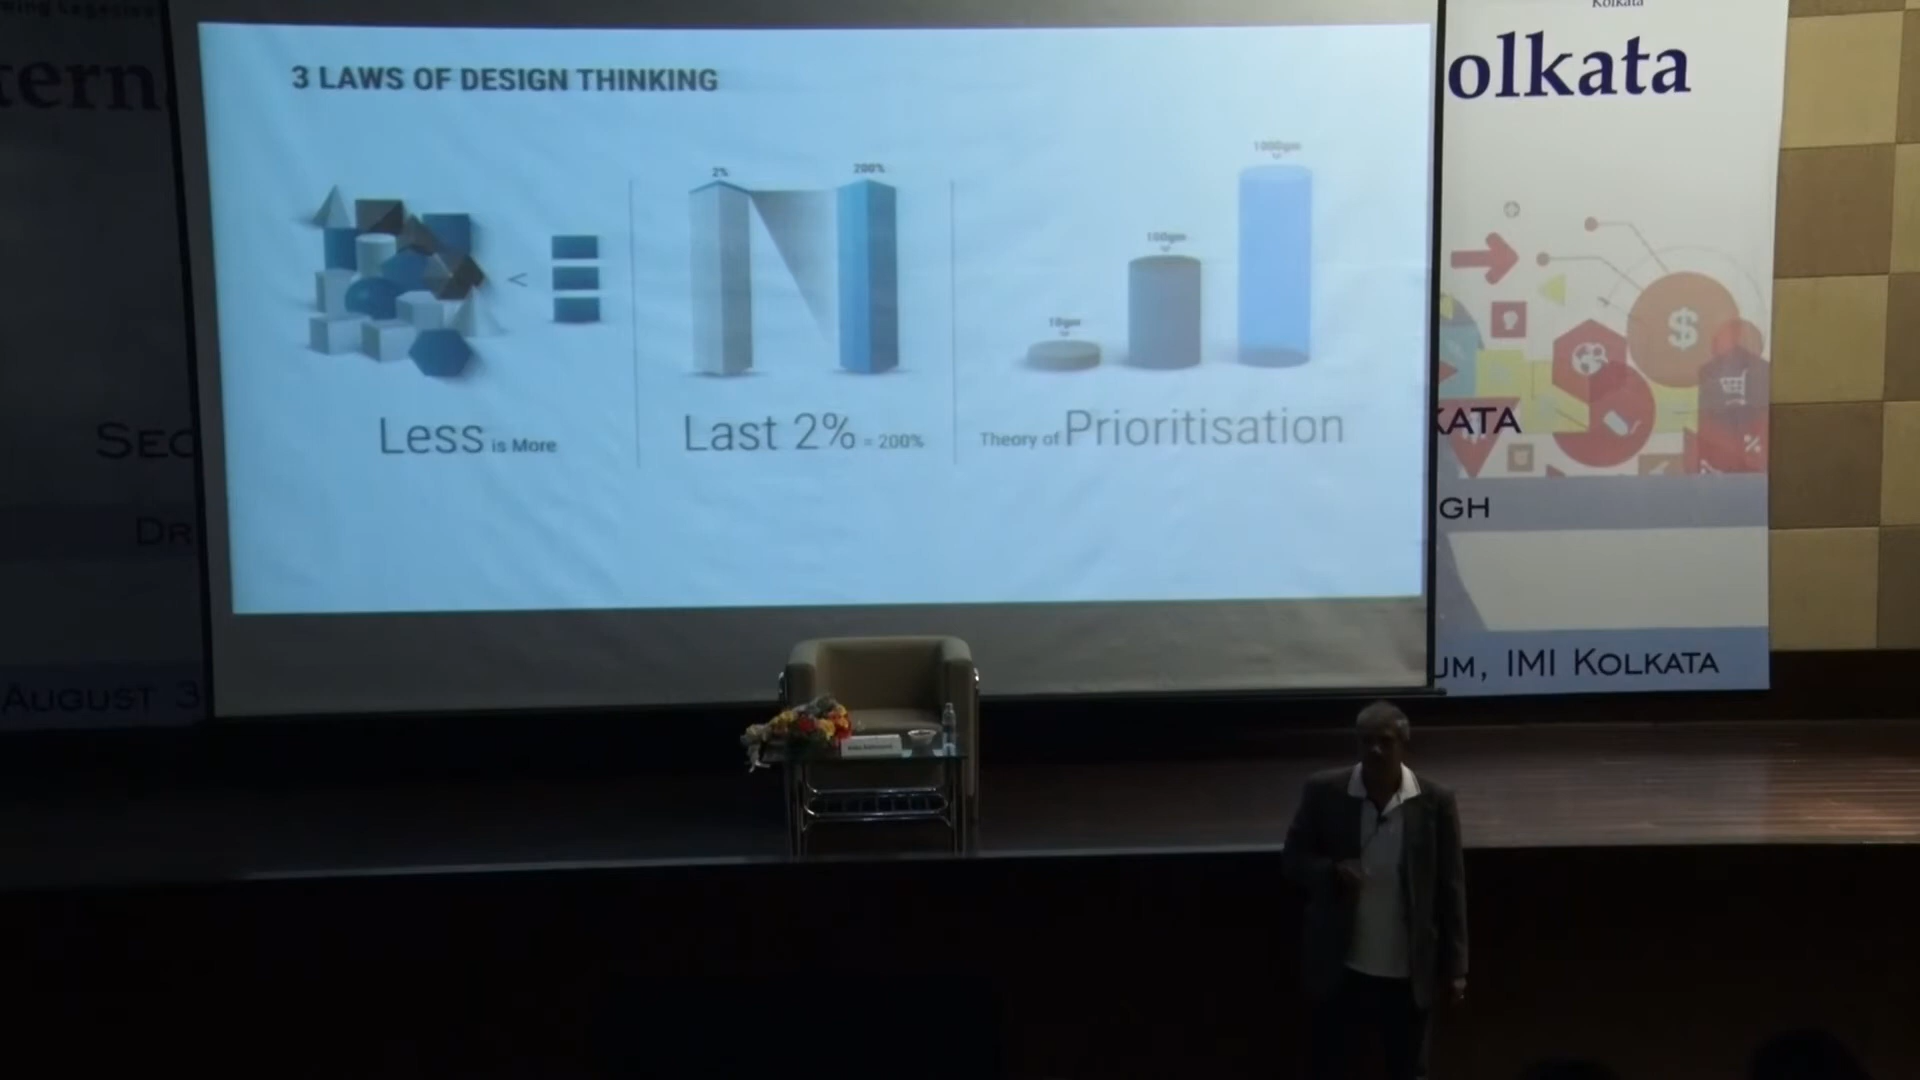 Kolkata
tern
olkata
3 LAWS OF DESIGN THINKING
2%
200%
10gm
100gm
1000gm
<
$
%
Less is More
Last 2% = 200%
Theory of Prioritisation
SEC
KATA
DR
GH
AUGUST 3
UM, IMI KOLKATA